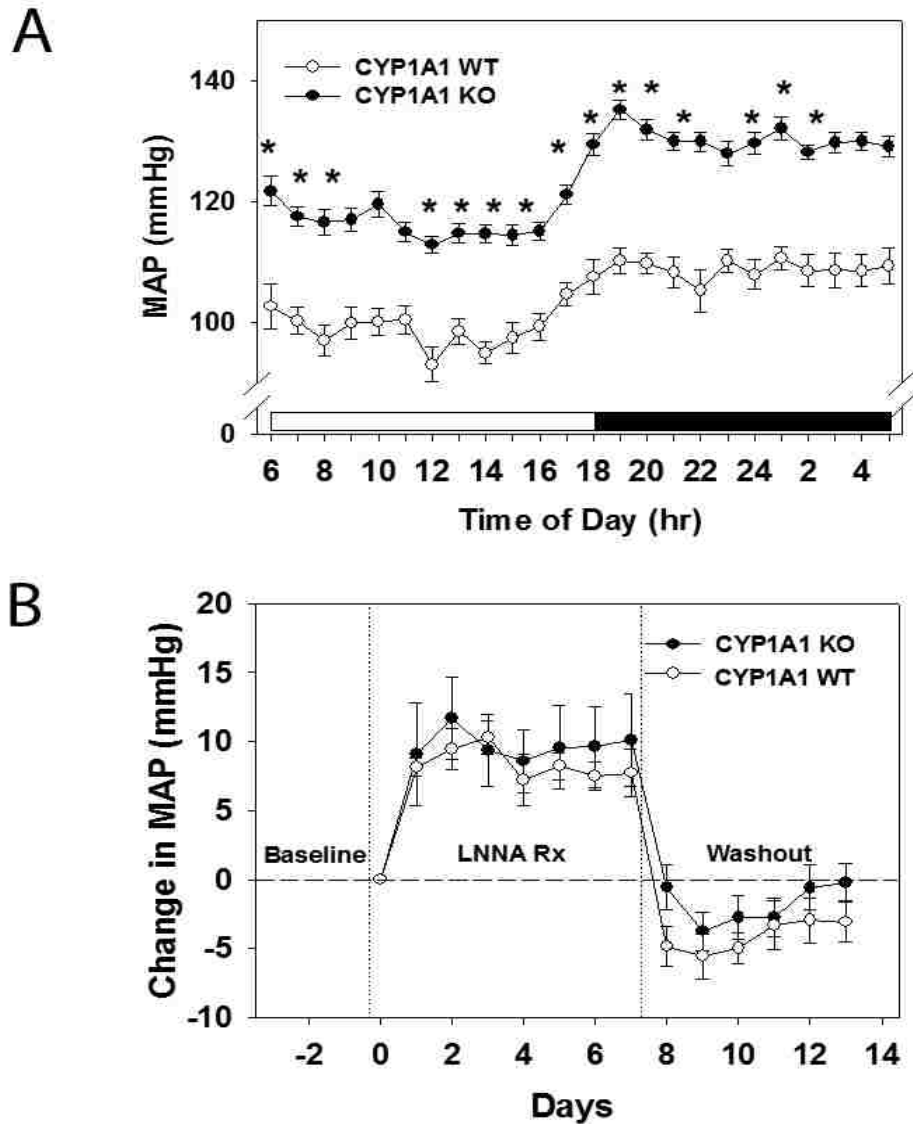 A
CYP1A1 WT
CYP1A1 KO
140
120
100
0
MAP (mmHg)
* * * * * * * * * * * * * * * *
6 8 10 12 14 16 18 20 22 24 2 4
Time of Day (hr)
B
CYP1A1 KO
CYP1A1 WT
20
15
10
5
0
-5
-10
Change in MAP (mmHg)
Baseline LNNA Rx Washout
-2 0 2 4 6 8 10 12 14
Days